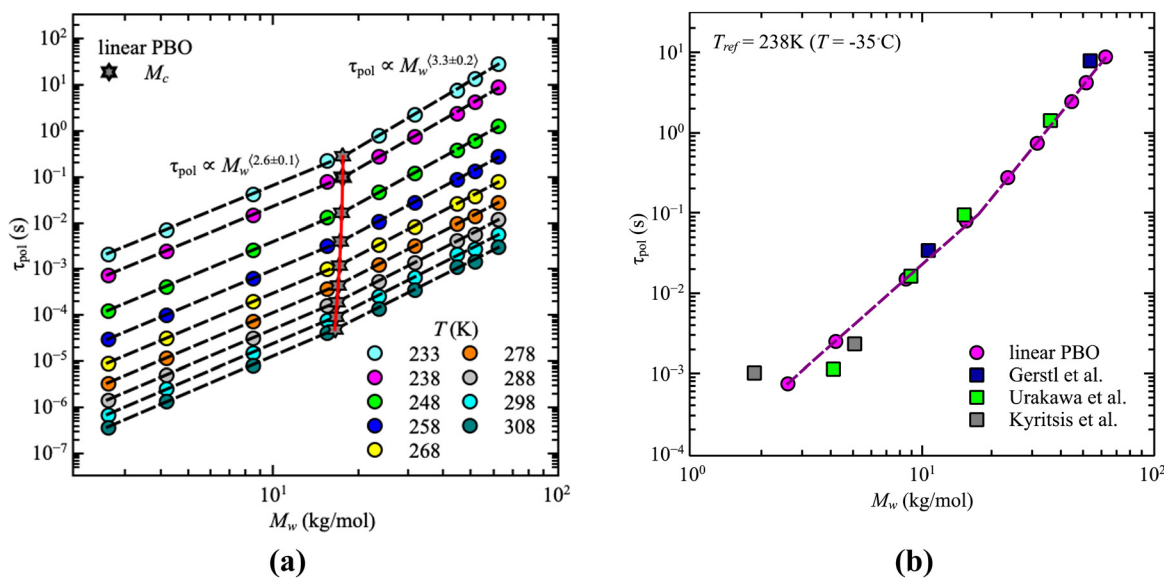 10²
10¹
10⁰
10⁻¹
10⁻²
10⁻³
10⁻⁴
10⁻⁵
10⁻⁶
10⁻⁷
τpol (s)
linear PBO
Mc
τpol ∝ Mw⟨3.3±0.2⟩
τpol ∝ Mw⟨2.6±0.1⟩
T (K)
233
238
248
258
268
278
288
298
308
10¹
10²
Mw (kg/mol)
(a)
10¹
10⁰
10⁻¹
10⁻²
10⁻³
10⁻⁴
τpol (s)
Tref = 238K (T = -35°C)
linear PBO
Gerstl et al.
Urakawa et al.
Kyritsis et al.
10⁰
10¹
10²
Mw (kg/mol)
(b)